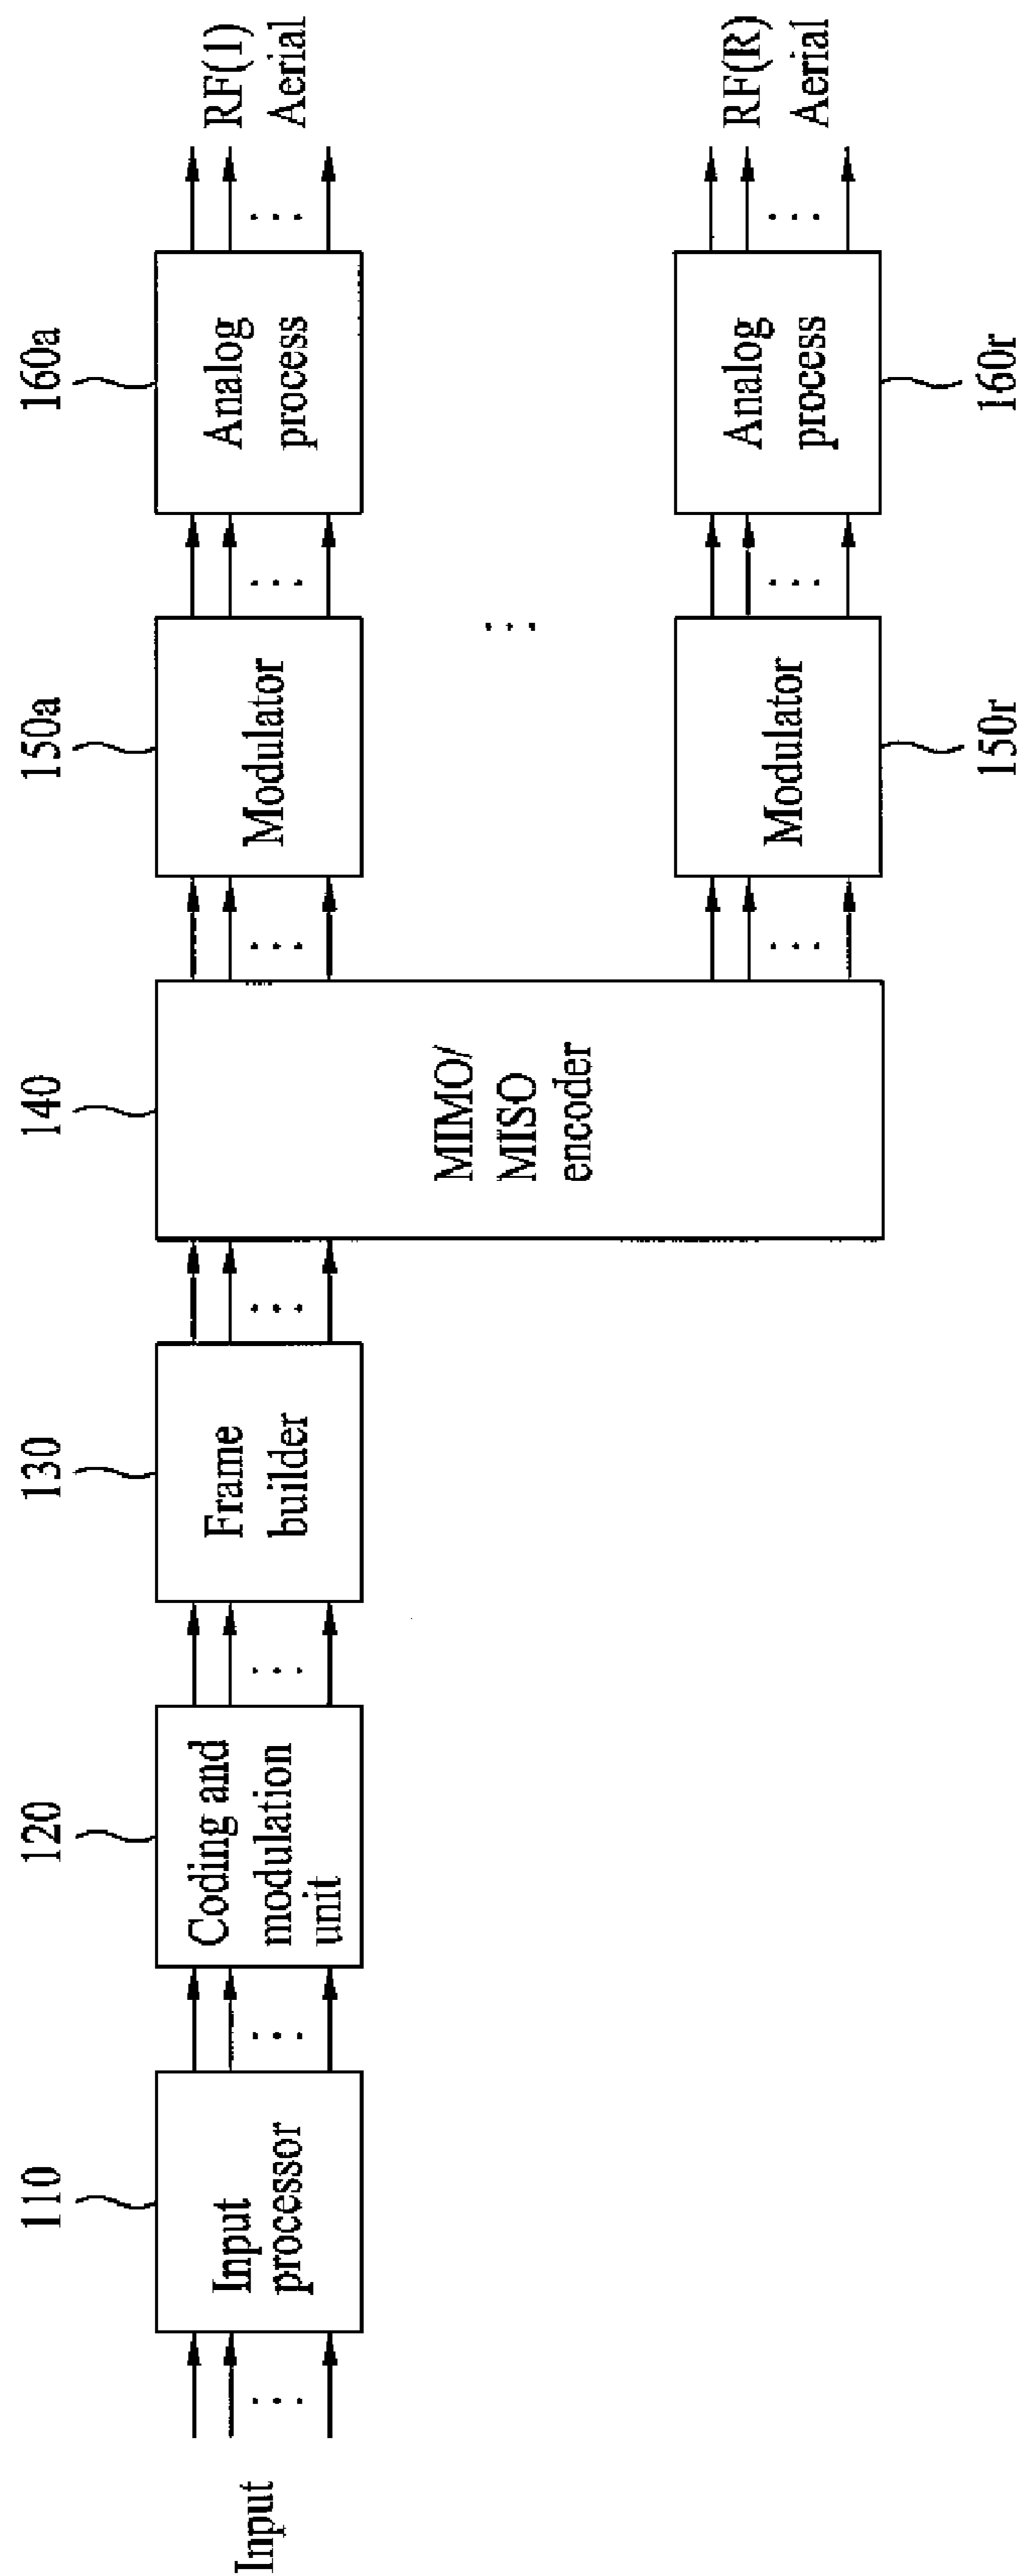 110
120
130
140
150a
160a
Input
Input
processor
Coding and
modulation
unit
Frame
builder
MIMO/
MISO
encoder
Modulator
Analog
process
RF(1)
Aerial
Modulator
Analog
process
RF(R)
Aerial
150r
160r